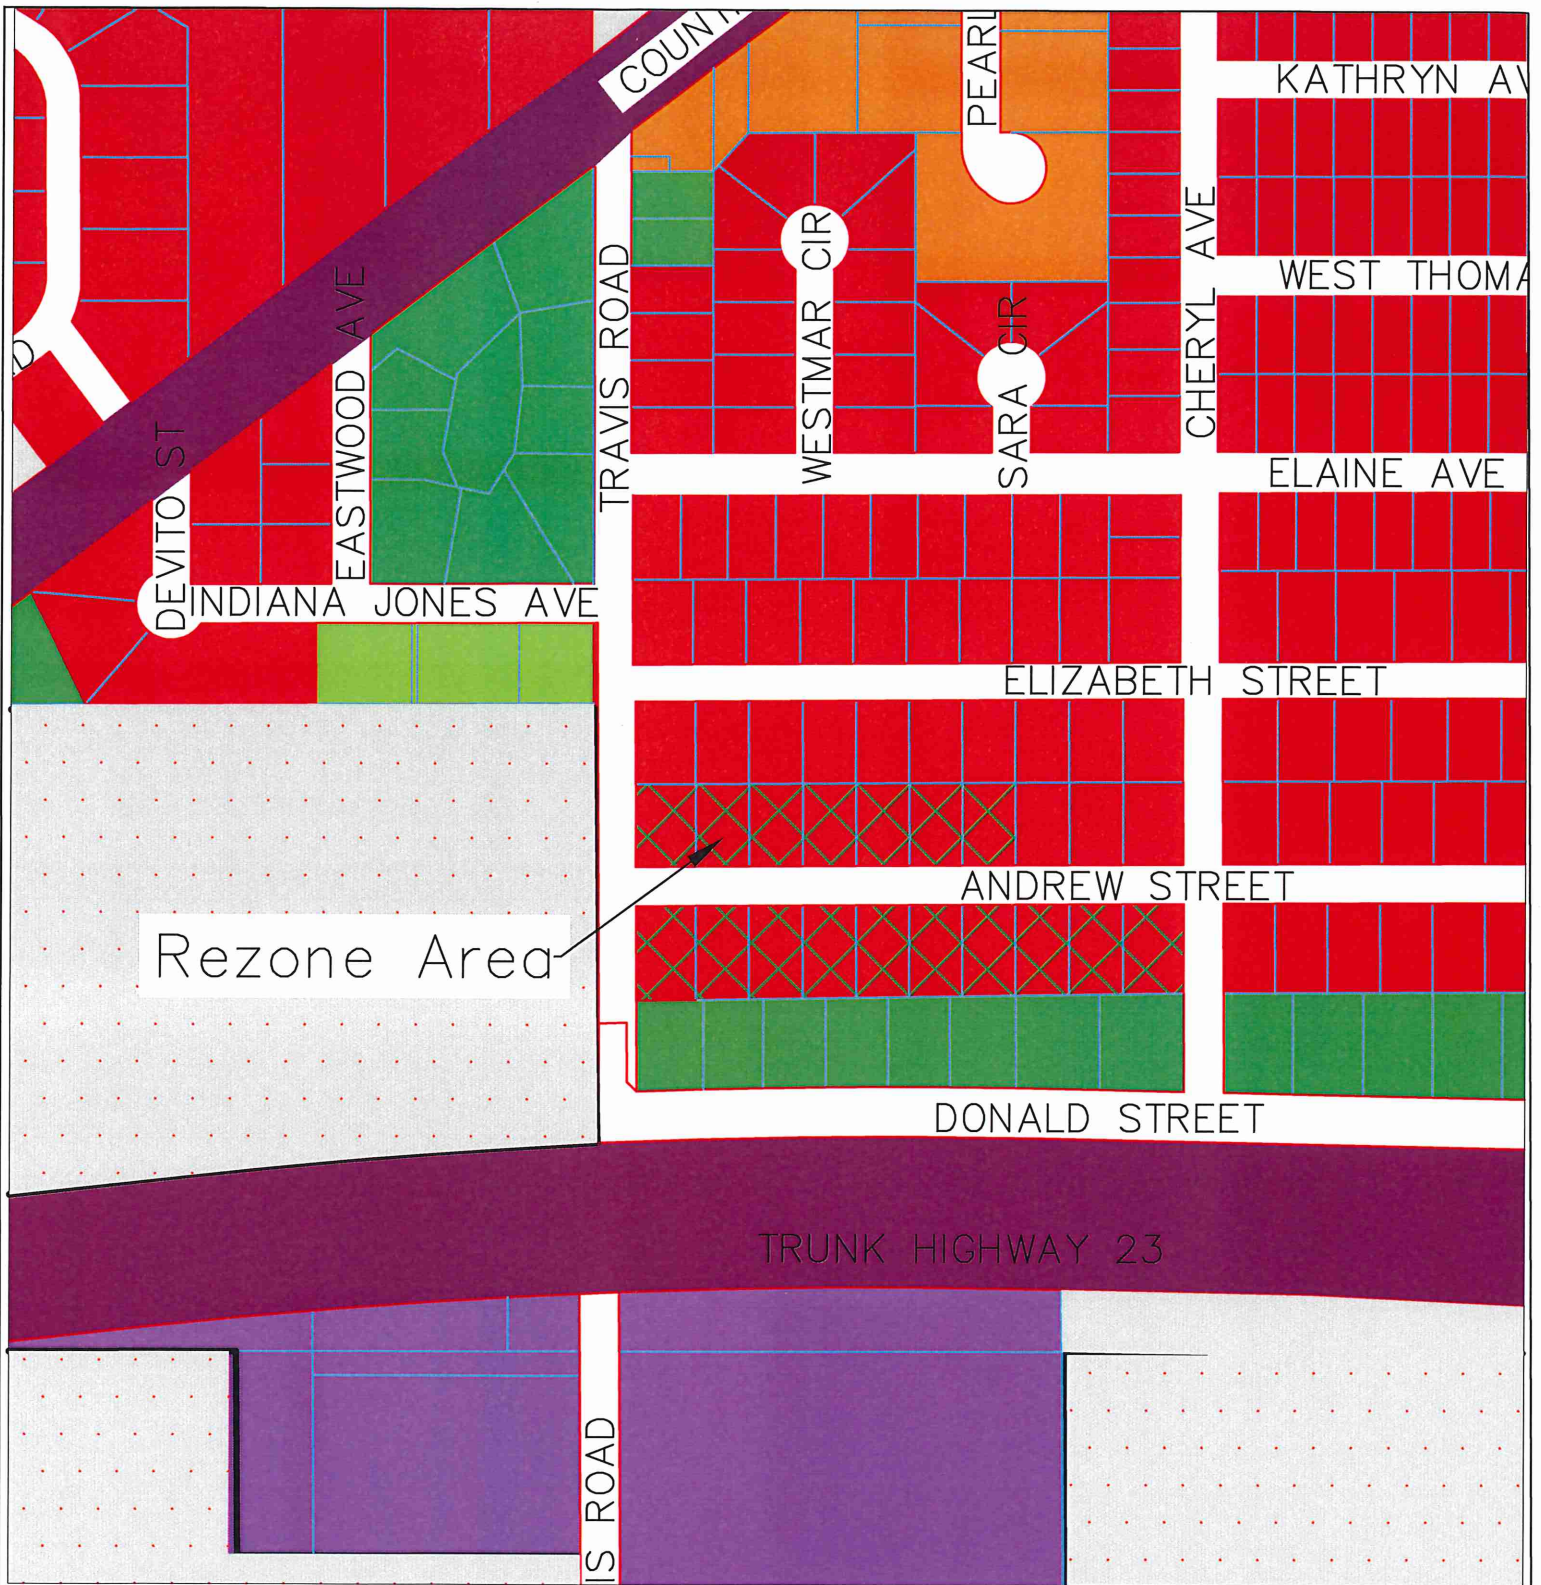 COUNT
PEARL
KATHRYN AV
WEST THOMA
CHERYL AVE
WESTMAR CIR
SARA CIR
TRAVIS ROAD
EASTWOOD AVE
DEVITO ST
D
ELAINE AVE
INDIANA JONES AVE
ELIZABETH STREET
ANDREW STREET
Rezone Area
DONALD STREET
TRUNK HIGHWAY 23
IS ROAD